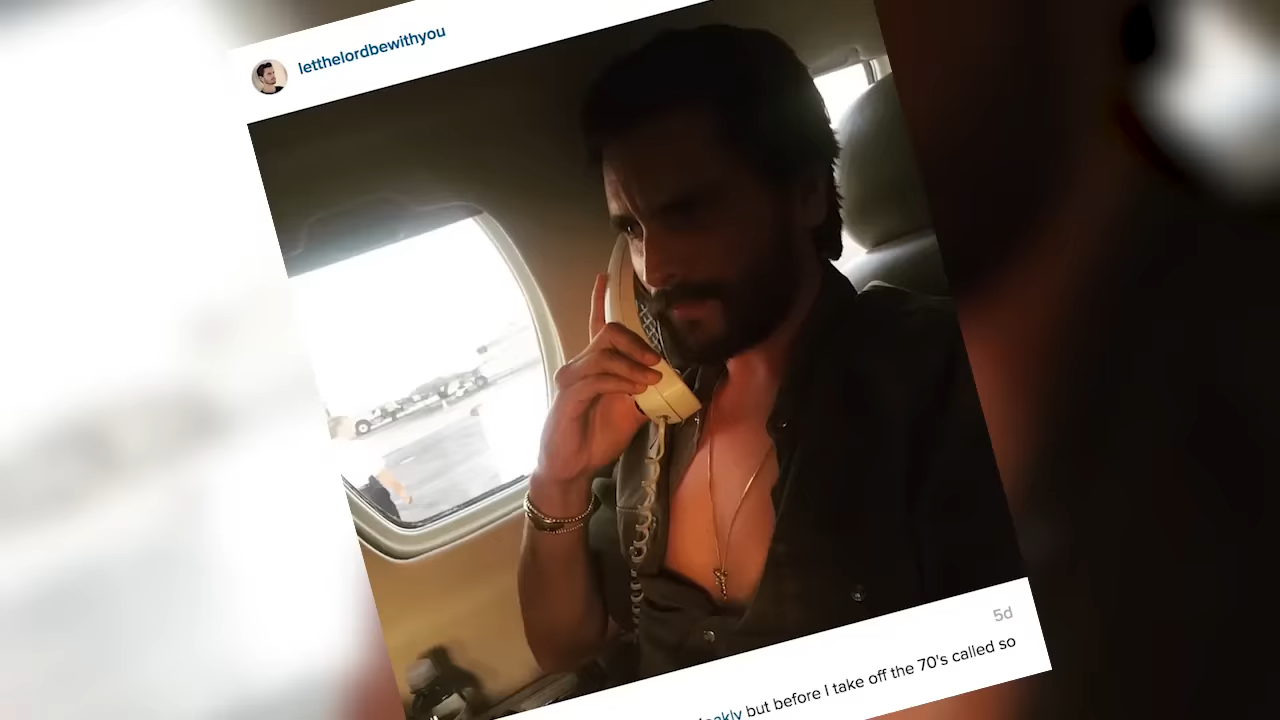 letthelordbewithyou
5d
but before I take off the 70's called so